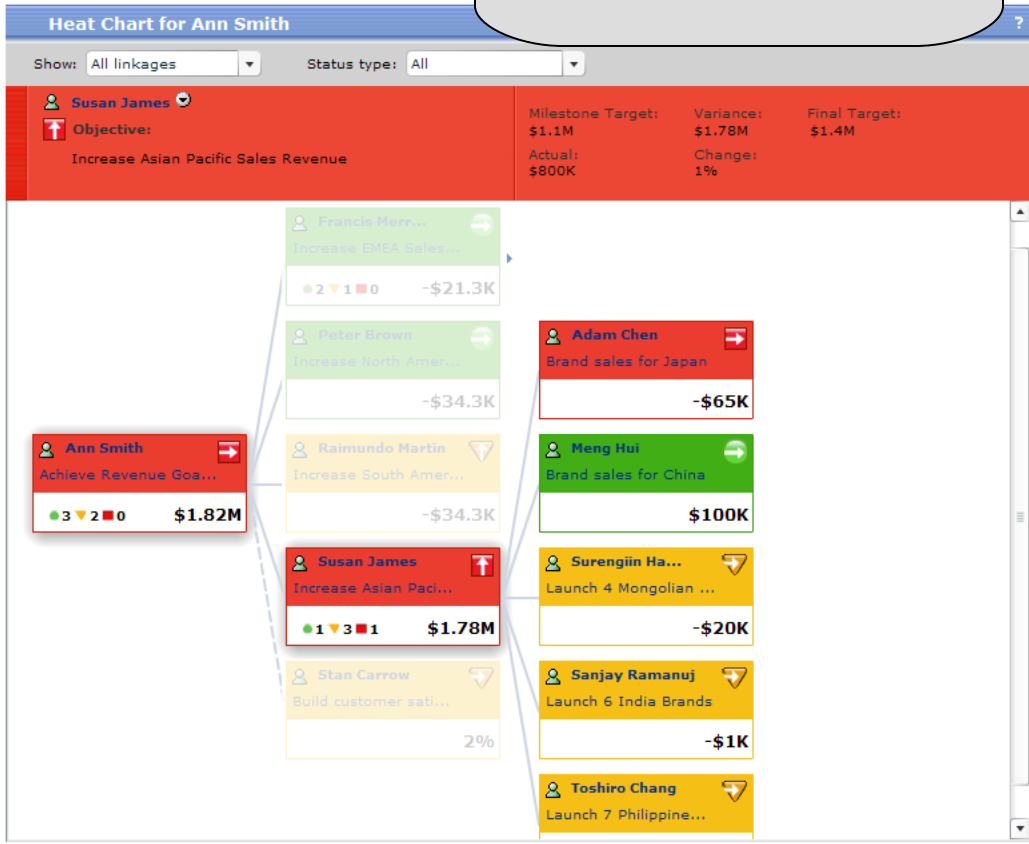 Heat Chart for Ann Smith
?
Show: All linkages
Status type: All
Susan James
Objective:
Increase Asian Pacific Sales Revenue
Milestone Target:
$1.1M
Variance:
$1.78M
Final Target:
$1.4M
Actual:
$800K
Change:
1%
Ann Smith
Achieve Revenue Goa...
3 2 0 $1.82M
Francis Merr...
Increase EMEA Sales...
2 1 0 -$21.3K
Peter Brown
Increase North Amer...
-$34.3K
Raimundo Martin
Increase South Amer...
-$34.3K
Susan James
Increase Asian Paci...
1 3 1 $1.78M
Stan Carrow
Build customer sati...
2%
Adam Chen
Brand sales for Japan
-$65K
Meng Hui
Brand sales for China
$100K
Surengiin Ha...
Launch 4 Mongolian ...
-$20K
Sanjay Ramanuj
Launch 6 India Brands
-$1K
Toshiro Chang
Launch 7 Philippine...